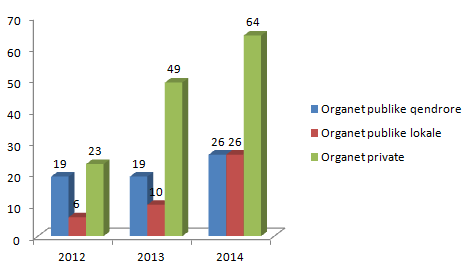 70
60
50
40
30
20
10
0
19 6 23
19 10 49
26 26 64
2012 2013 2014
Organet publike qendrore
Organet publike lokale
Organet private